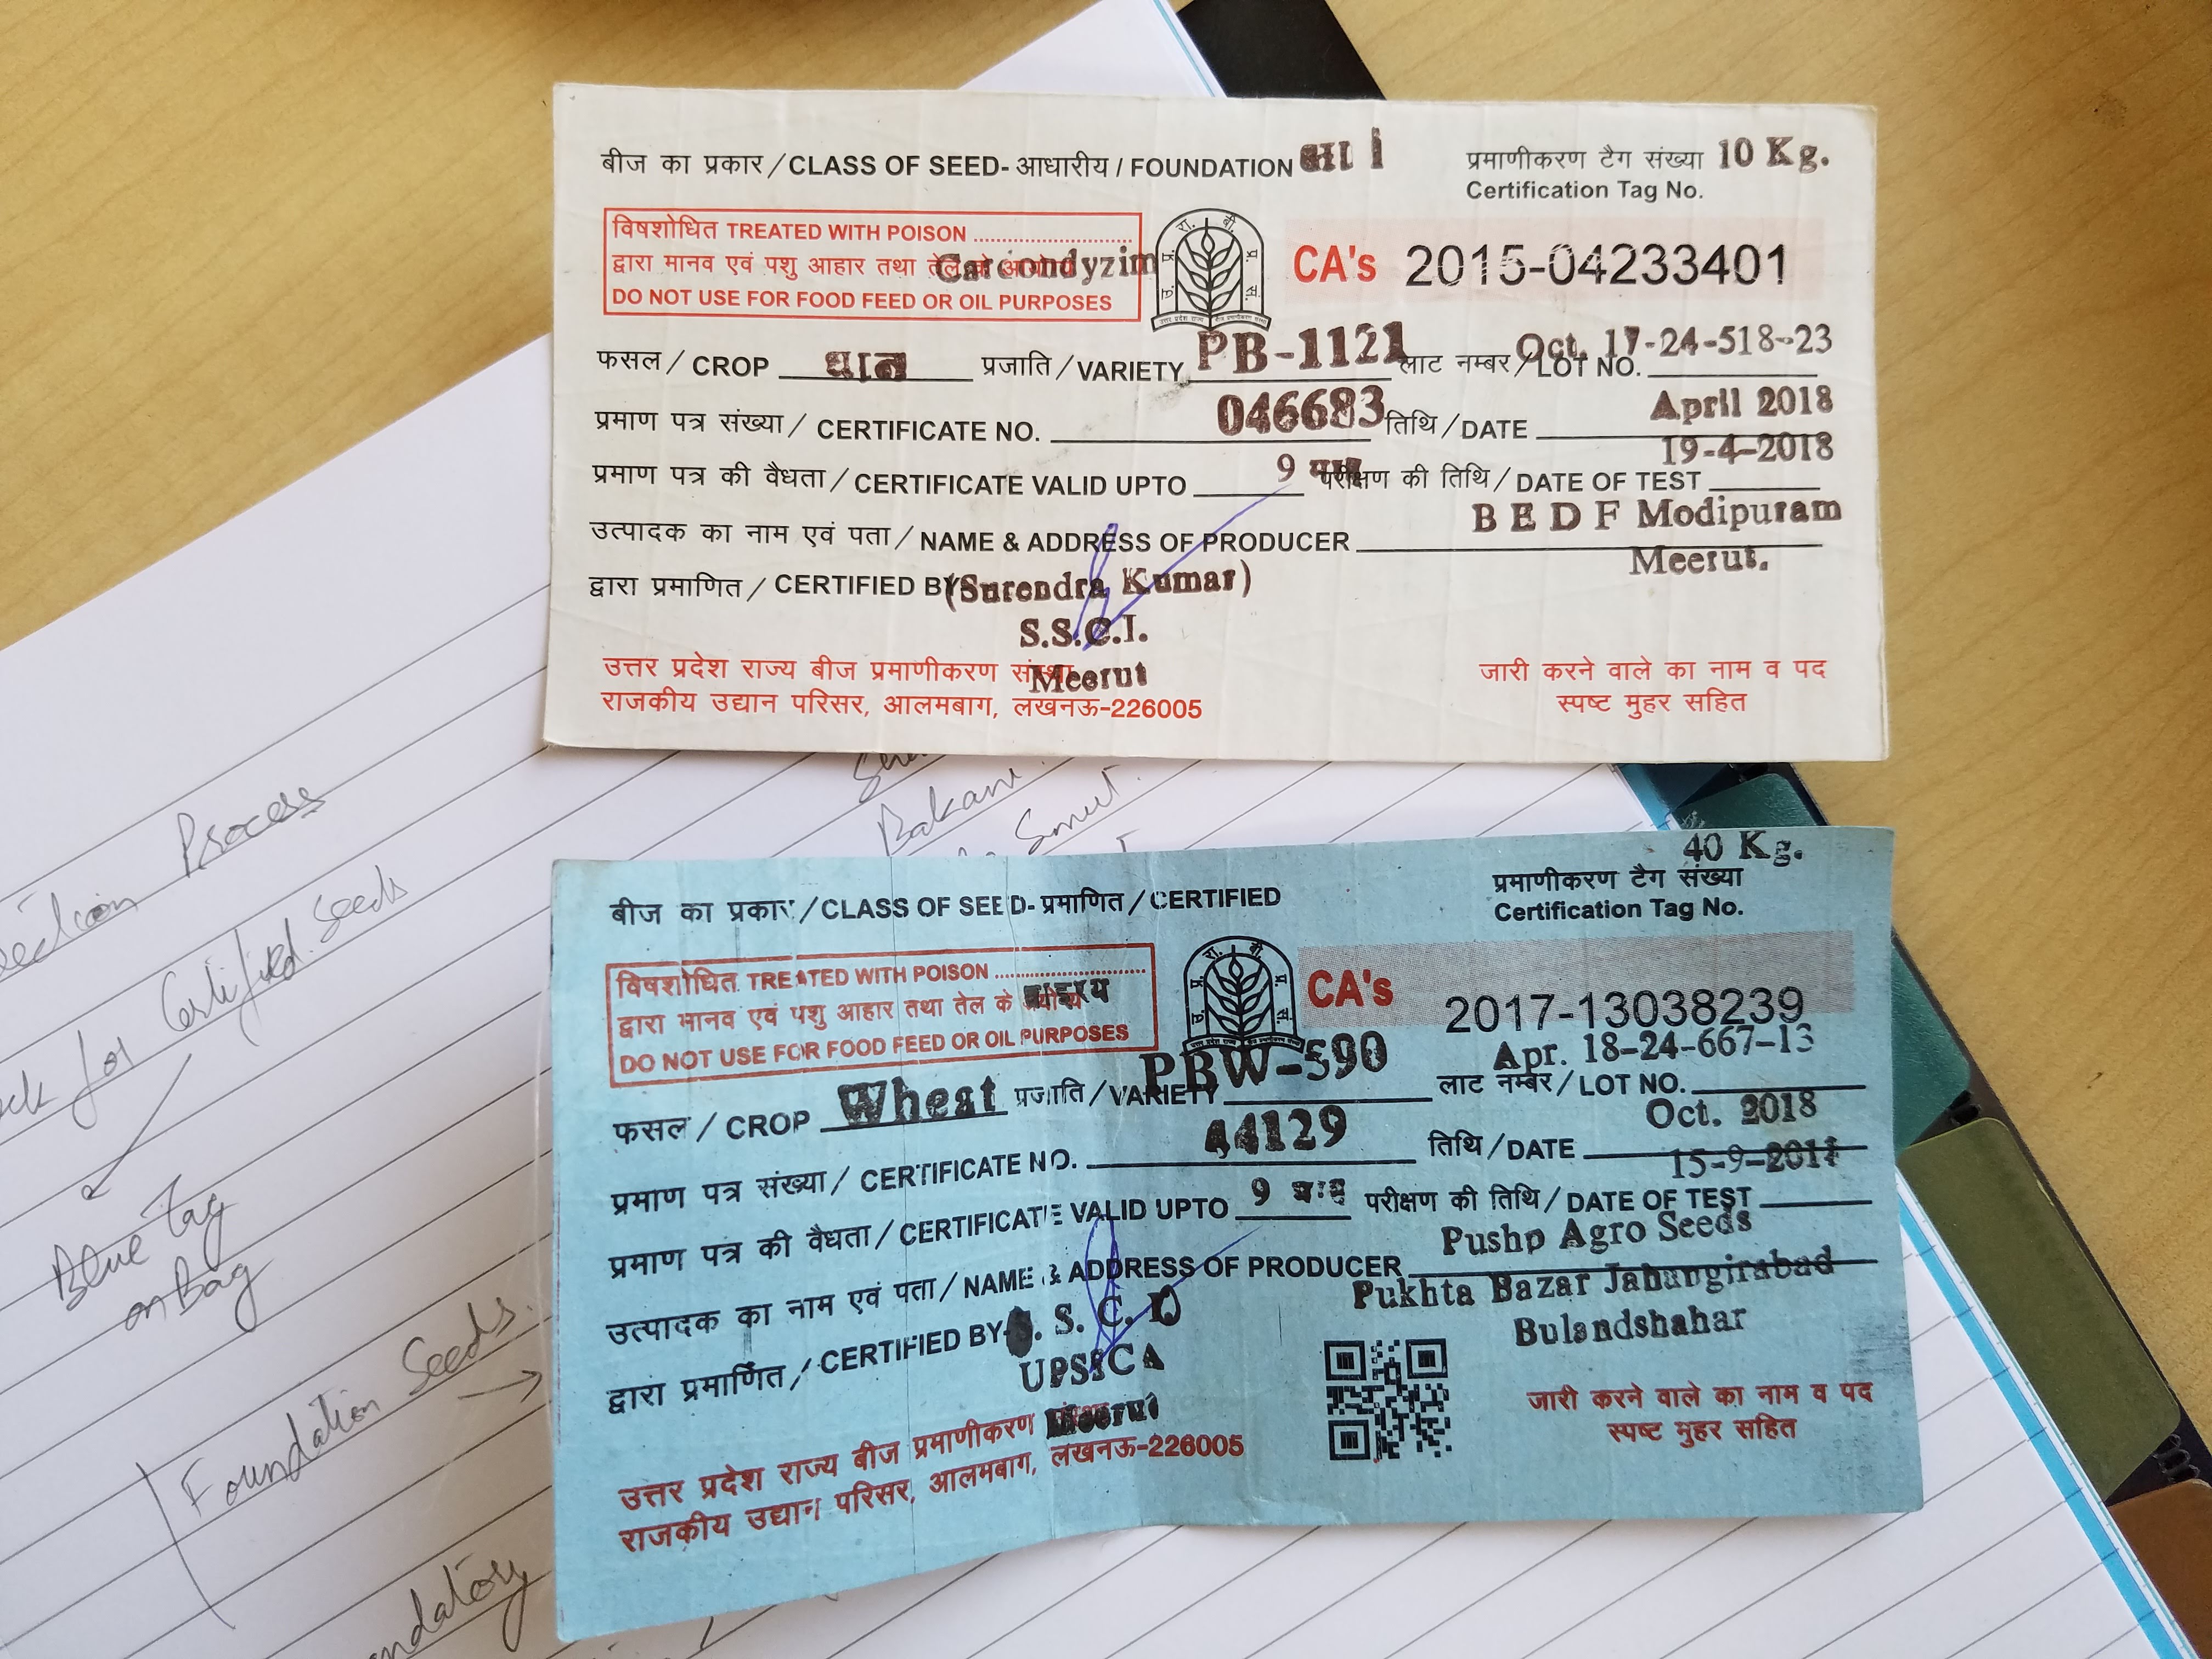 बीज का प्रकार / CLASS OF SEED-आधारीय / FOUNDATION
प्रमाणीकरण टैग संख्या 10 Kg.
Certification Tag No.
विषशोधित TREATED WITH POISON
द्वारा मानव एवं पशु आहार तथा
DO NOT USE FOR FOOD FEED OR OIL PURPOSES
CA's 2015-04233401
फसल / CROP धान प्रजाति / VARIETY PB-1121 लाट नम्बर / LOT NO. Oct. 17-24-518-23
प्रमाण पत्र संख्या / CERTIFICATE NO. 046683 तिथि / DATE April 2018
प्रमाण पत्र की वैधता / CERTIFICATE VALID UPTO 9 परीक्षण की तिथि / DATE OF TEST 19-4-2018
उत्पादक का नाम एवं पता / NAME & ADDRESS OF PRODUCER B E D F Modipuram
Meerut.
द्वारा प्रमाणित / CERTIFIED BY (Surendra Kumar)
S.S.C.I.
Meerut
उत्तर प्रदेश राज्य बीज प्रमाणीकरण संस्था
राजकीय उद्यान परिसर, आलमबाग, लखनऊ-226005
जारी करने वाले का नाम व पद
स्पष्ट मुहर सहित
बीज का प्रकार / CLASS OF SEED-प्रमाणित / CERTIFIED
40 Kg.
प्रमाणीकरण टैग संख्या
Certification Tag No.
विषशोधित TREATED WITH POISON
द्वारा मानव एवं पशु आहार तथा तेल के
DO NOT USE FOR FOOD FEED OR OIL PURPOSES
CA's 2017-13038239
फसल / CROP Wheat प्रजाति / VARIETY PBW-590 लाट नम्बर / LOT NO. Apr. 18-24-667-13
प्रमाण पत्र संख्या / CERTIFICATE NO. 44129 तिथि / DATE Oct. 2018
प्रमाण पत्र की वैधता / CERTIFICATE VALID UPTO 9 माह परीक्षण की तिथि / DATE OF TEST
उत्पादक का नाम एवं पता / NAME & ADDRESS OF PRODUCER Pushp Agro Seeds
Pukhta Bazar Jahangirabad
Bulandshahar
द्वारा प्रमाणित / CERTIFIED BY
UPSSCA
Meerut
उत्तर प्रदेश राज्य बीज प्रमाणीकरण
राजकीय उद्यान परिसर, आलमबाग, लखनऊ-226005
जारी करने वाले का नाम व पद
स्पष्ट मुहर सहित
Process
for Certified Seeds
Blue Tag
on Bag
Foundation Seeds